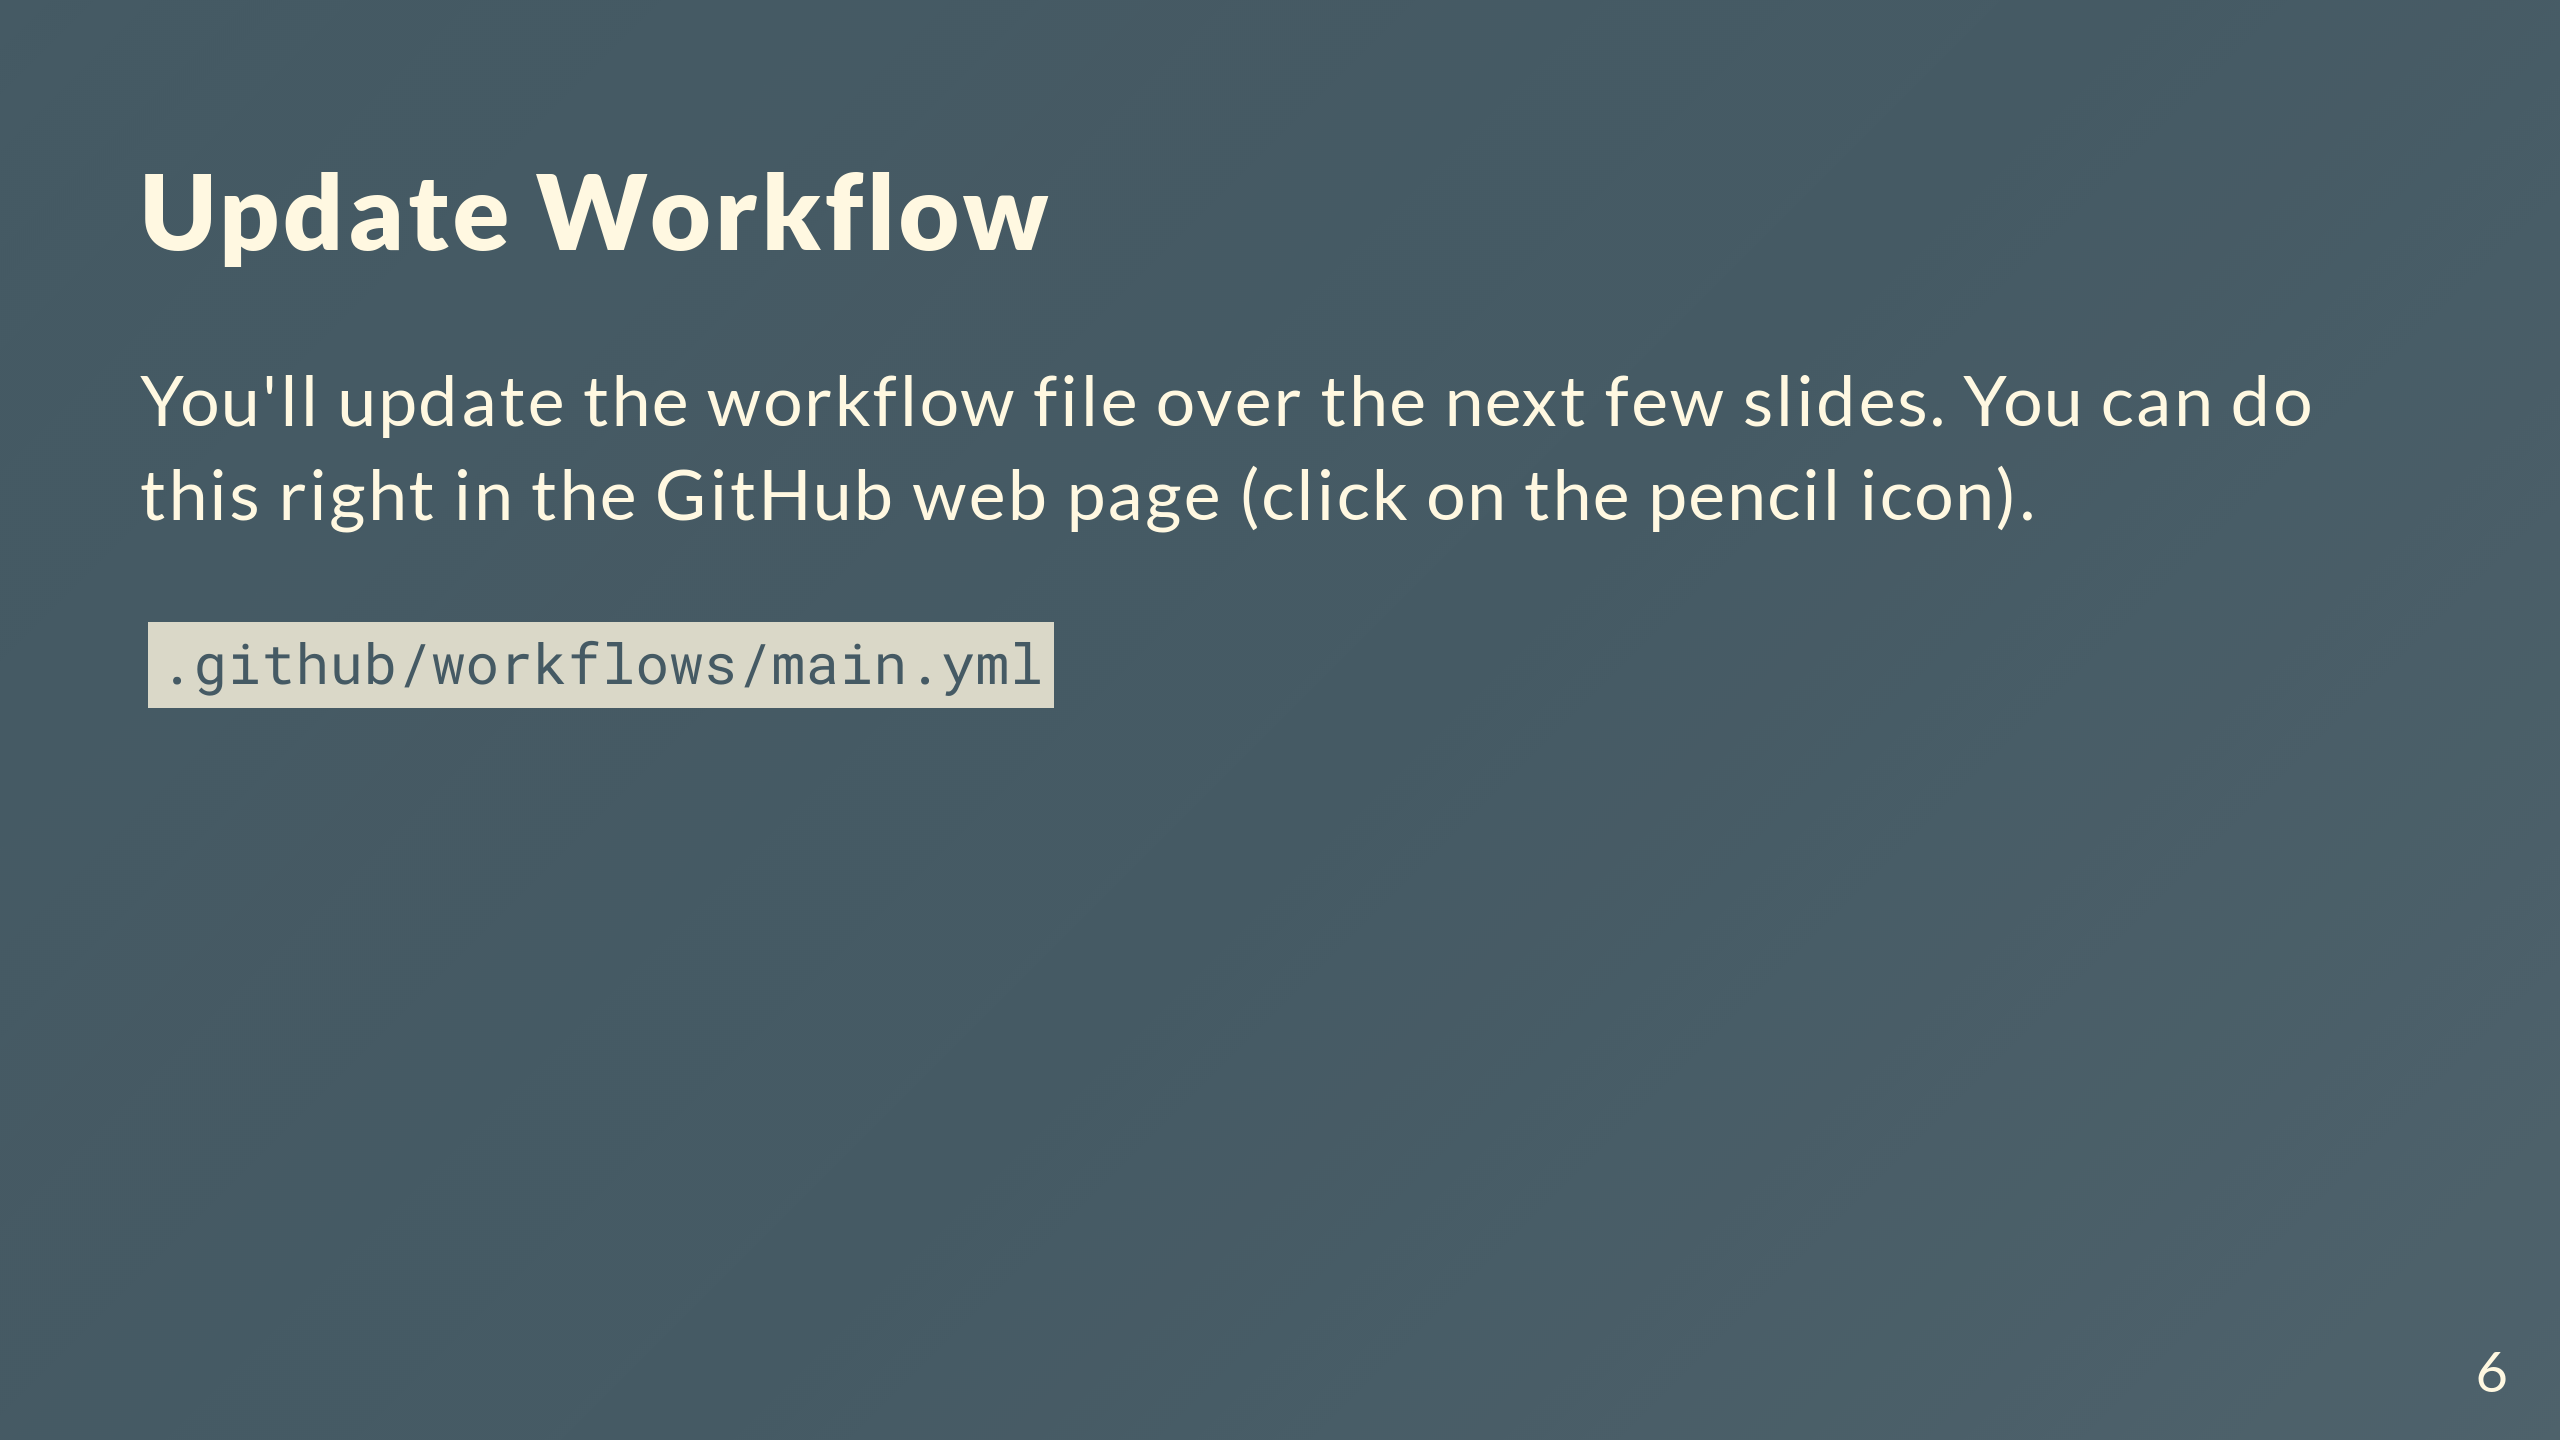 Update Workflow
You'll update the workflow file over the next few slides. You can do
this right in the GitHub web page (click on the pencil icon).
.github/workflows/main.yml
6